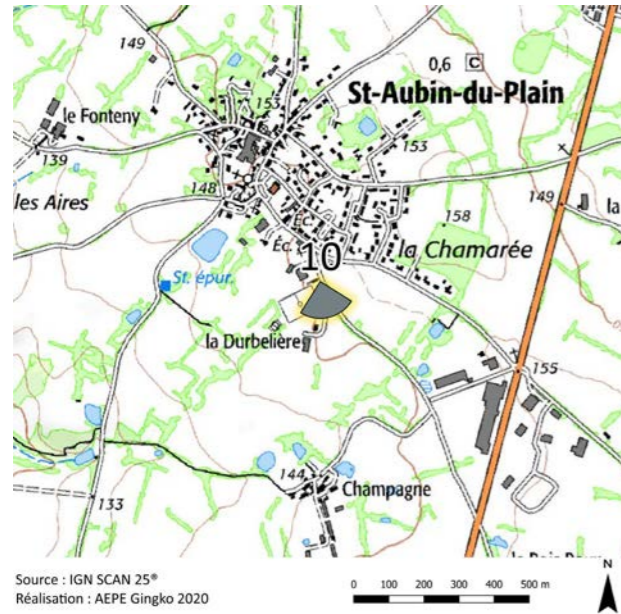 149
144
0,6 C
St-Aubin-du-Plain
le Fonteny
153
153
139
les Aires
148
149
la
ÉC.
158
la Chamarée
Éc.
10
St. épur.
la Durbelière
155
144
Champagne
133
Source : IGN SCAN 25®
Réalisation : AEPE Gingko 2020
0 100 200 300 400 500 m
N